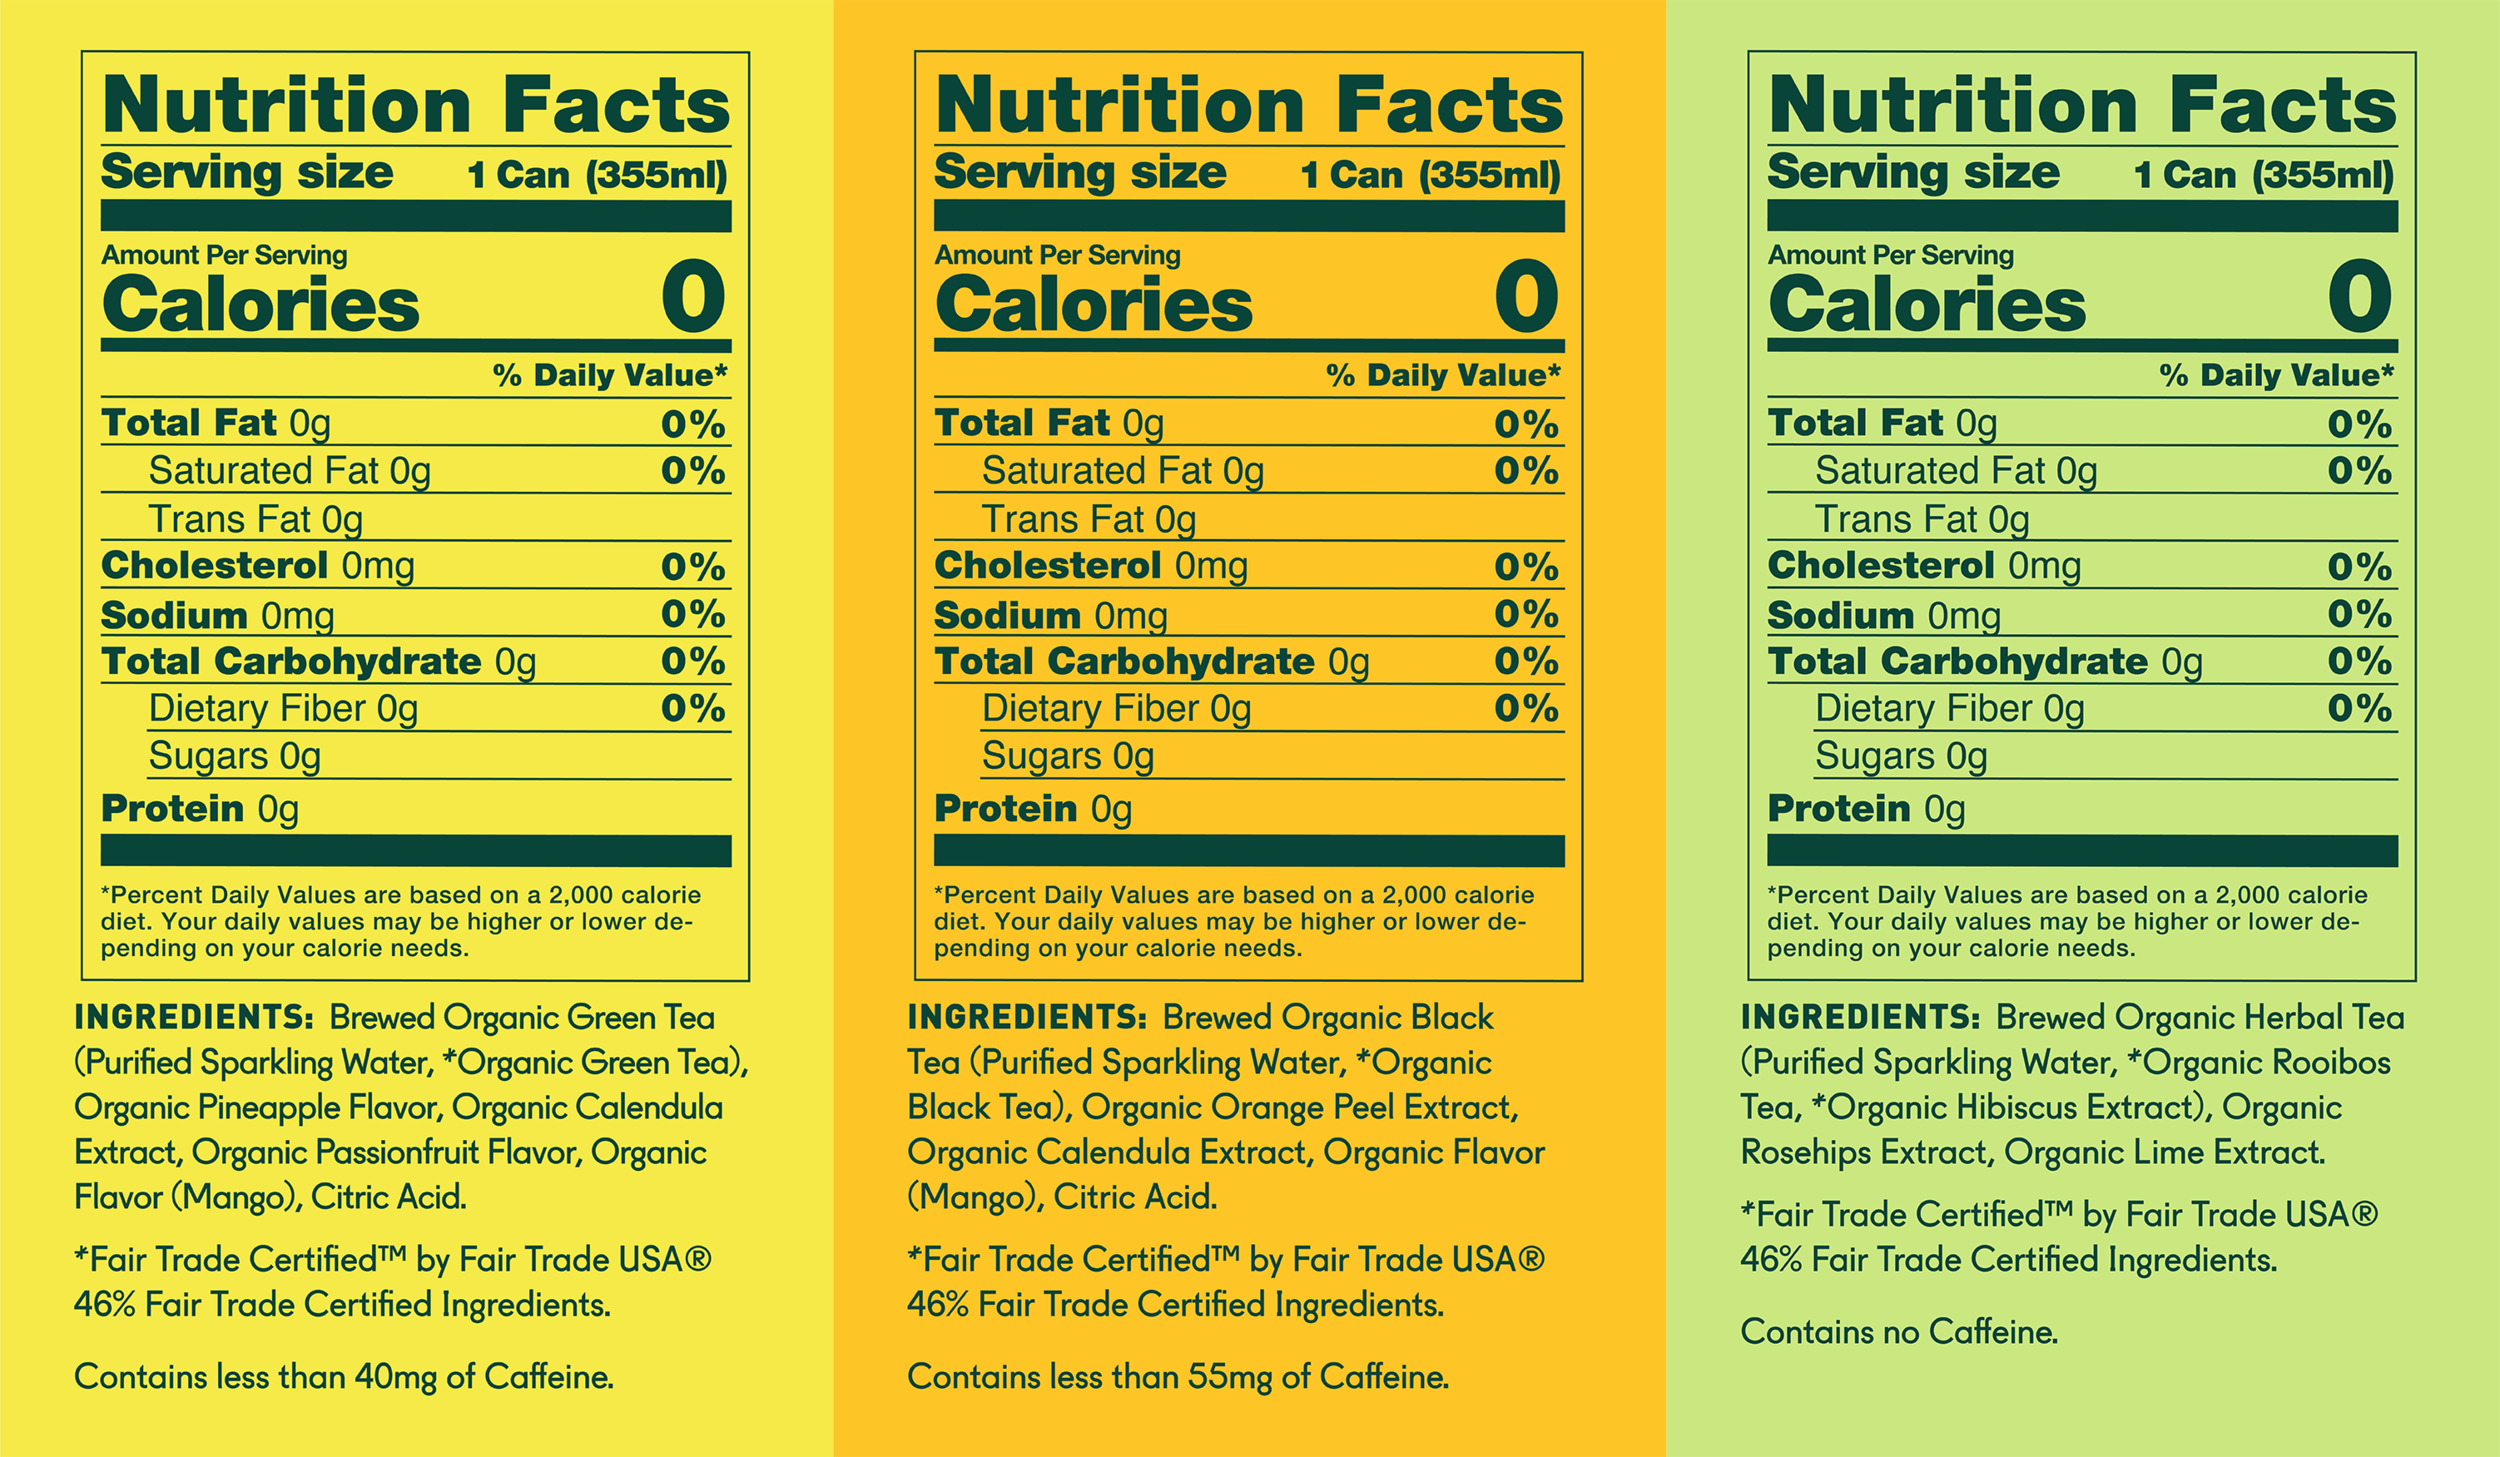 Nutrition Facts
Serving size 1 Can (355ml)
Amount Per Serving
Calories 0
% Daily Value*
Total Fat 0g 0%
Saturated Fat 0g 0%
Trans Fat 0g
Cholesterol 0mg 0%
Sodium 0mg 0%
Total Carbohydrate 0g 0%
Dietary Fiber 0g 0%
Sugars 0g
Protein 0g
*Percent Daily Values are based on a 2,000 calorie
diet. Your daily values may be higher or lower de-
pending on your calorie needs.
INGREDIENTS: Brewed Organic Green Tea
(Purified Sparkling Water, *Organic Green Tea),
Organic Pineapple Flavor, Organic Calendula
Extract, Organic Passionfruit Flavor, Organic
Flavor (Mango), Citric Acid.
*Fair Trade Certified™ by Fair Trade USA®
46% Fair Trade Certified Ingredients.
Contains less than 40mg of Caffeine.
Nutrition Facts
Serving size 1 Can (355ml)
Amount Per Serving
Calories 0
% Daily Value*
Total Fat 0g 0%
Saturated Fat 0g 0%
Trans Fat 0g
Cholesterol 0mg 0%
Sodium 0mg 0%
Total Carbohydrate 0g 0%
Dietary Fiber 0g 0%
Sugars 0g
Protein 0g
*Percent Daily Values are based on a 2,000 calorie
diet. Your daily values may be higher or lower de-
pending on your calorie needs.
INGREDIENTS: Brewed Organic Black
Tea (Purified Sparkling Water, *Organic
Black Tea), Organic Orange Peel Extract,
Organic Calendula Extract, Organic Flavor
(Mango), Citric Acid.
*Fair Trade Certified™ by Fair Trade USA®
46% Fair Trade Certified Ingredients.
Contains less than 55mg of Caffeine.
Nutrition Facts
Serving size 1 Can (355ml)
Amount Per Serving
Calories 0
% Daily Value*
Total Fat 0g 0%
Saturated Fat 0g 0%
Trans Fat 0g
Cholesterol 0mg 0%
Sodium 0mg 0%
Total Carbohydrate 0g 0%
Dietary Fiber 0g 0%
Sugars 0g
Protein 0g
*Percent Daily Values are based on a 2,000 calorie
diet. Your daily values may be higher or lower de-
pending on your calorie needs.
INGREDIENTS: Brewed Organic Herbal Tea
(Purified Sparkling Water, *Organic Rooibos
Tea, *Organic Hibiscus Extract), Organic
Rosehips Extract, Organic Lime Extract.
*Fair Trade Certified™ by Fair Trade USA®
46% Fair Trade Certified Ingredients.
Contains no Caffeine.